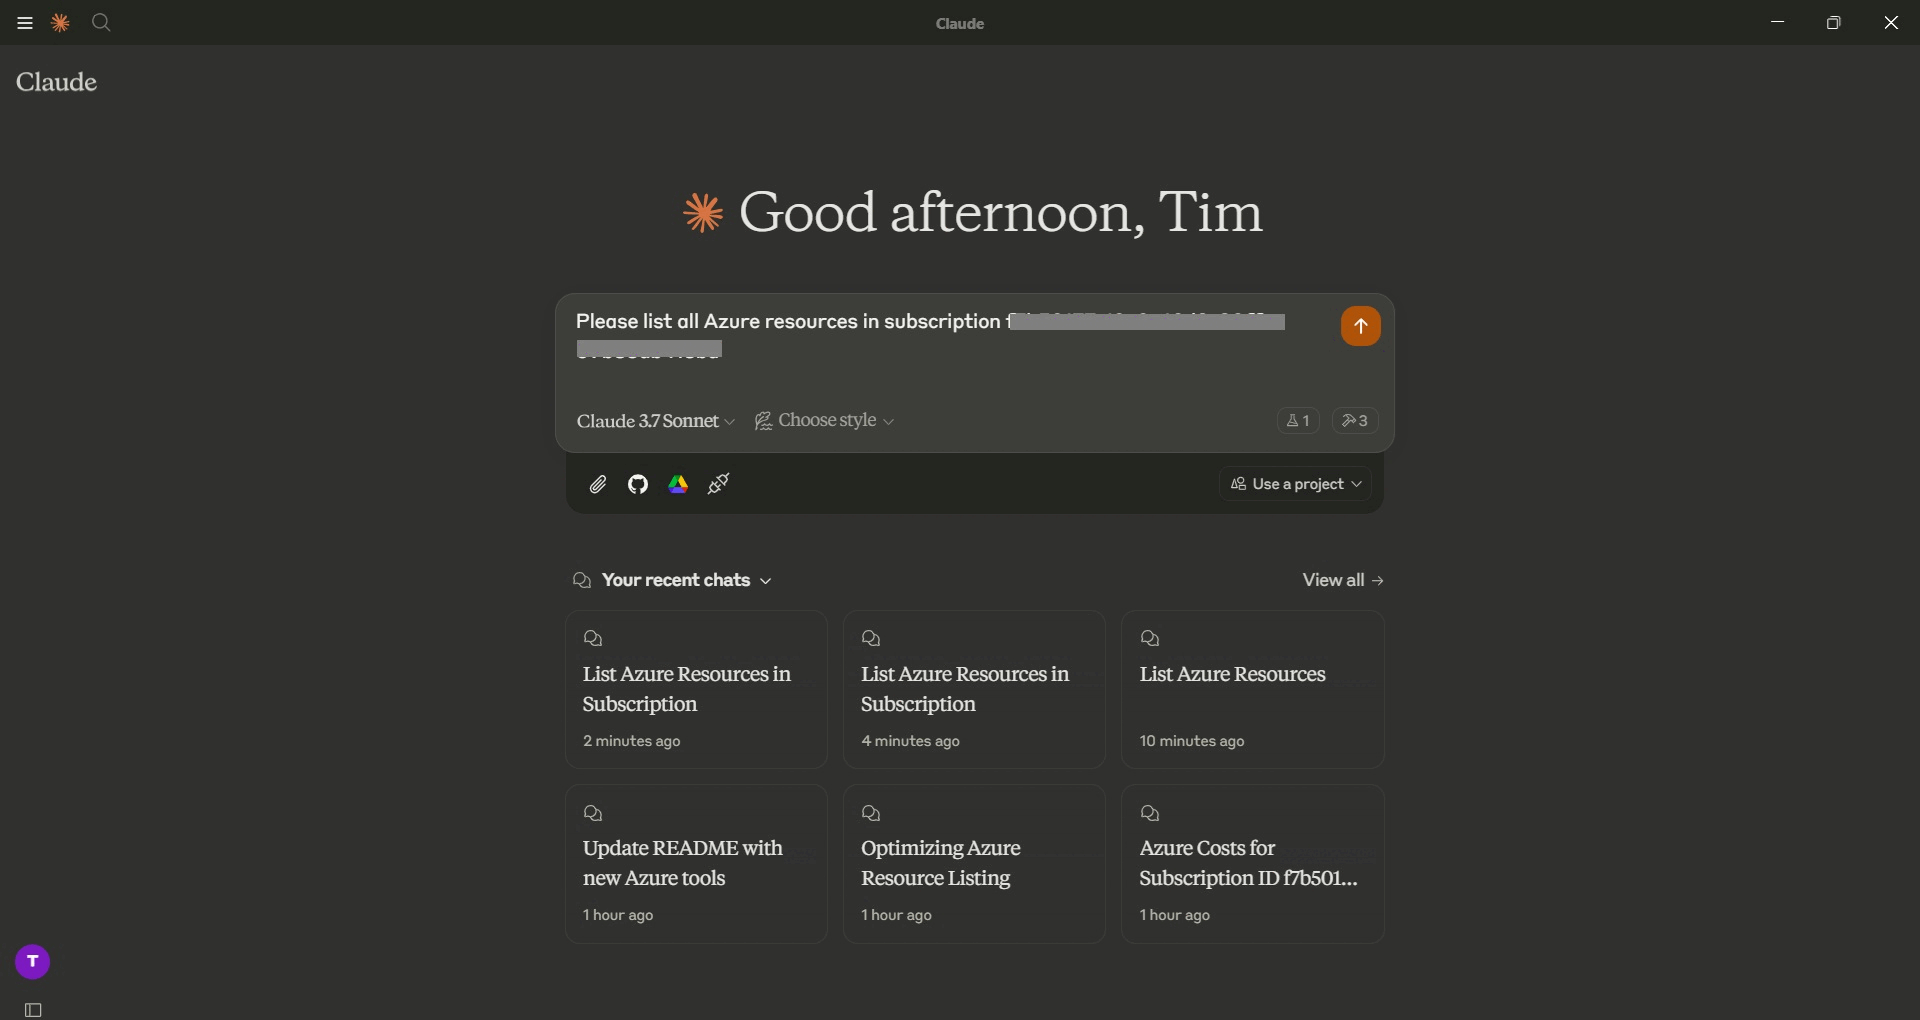 Claude
Claude
Good afternoon, Tim
Please list all Azure resources in subscription
Claude 3.7 Sonnet
Choose style
1
3
Use a project
Your recent chats
View all →
List Azure Resources in
Subscription
2 minutes ago
List Azure Resources in
Subscription
4 minutes ago
List Azure Resources
10 minutes ago
Update README with
new Azure tools
1 hour ago
Optimizing Azure
Resource Listing
1 hour ago
Azure Costs for
Subscription ID f7b501...
1 hour ago
T